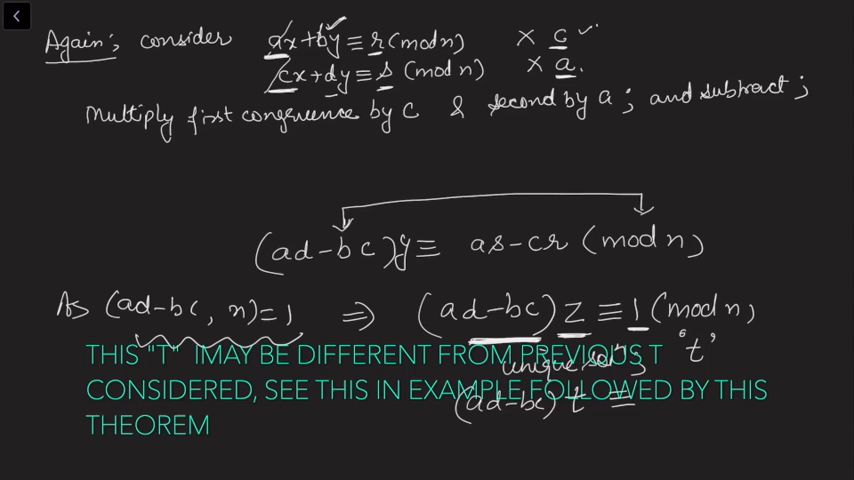 Again; consider ax+by≡r(mod n) × c
cx+dy≡s (mod n) × a.
Multiply first congruence by c & second by a; and subtract;
(ad-bc)y≡ as-cr (mod n)
As (ad-bc, n)=1 ⇒ (ad-bc) z ≡ 1 (mod n)
unique soln; 't'
(ad-bc) t ≡
THIS "T" IMAY BE DIFFERENT FROM PREVIOUS T
CONSIDERED, SEE THIS IN EXAMPLE FOLLOWED BY THIS
THEOREM